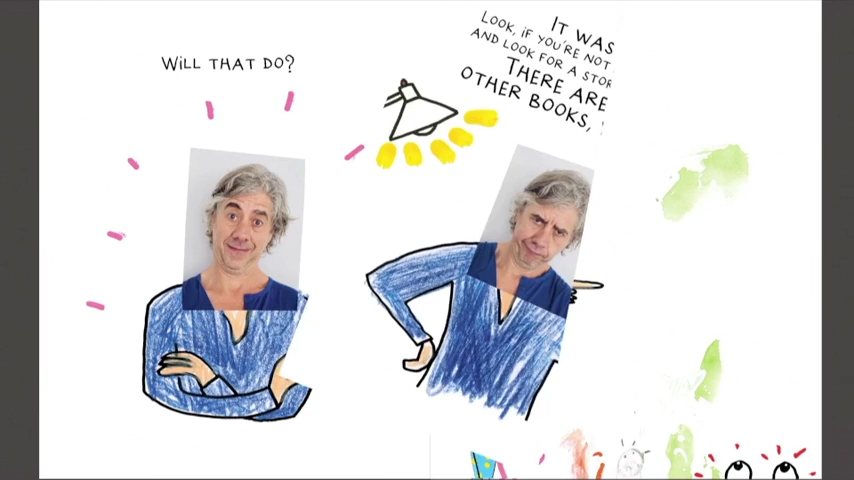 WiLL THAT DO?
IT WAS
LOOK, iF YOU'RE NOT
AND LOOK FOR A STOR
THERE ARE
OTHER BOOKS,